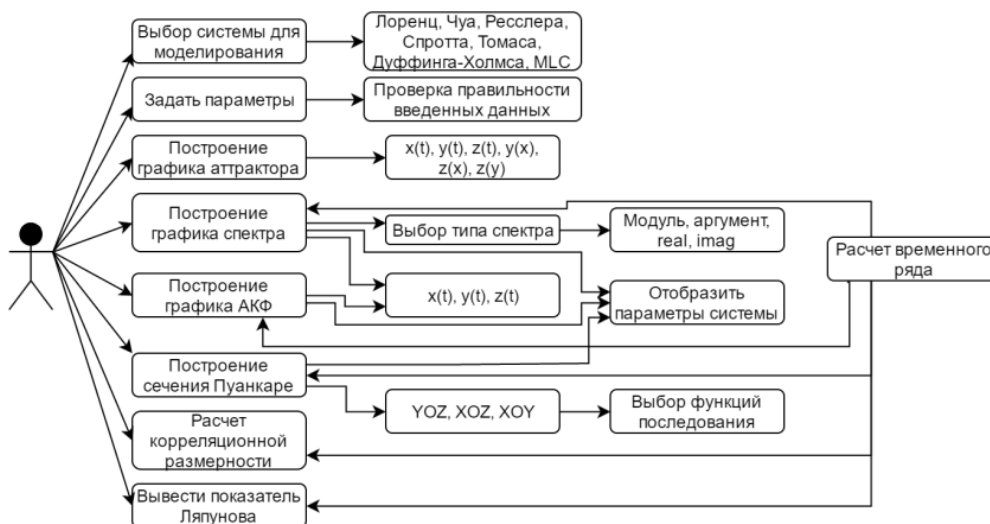 Выбор системы для
моделирования
Лоренц, Чуа, Ресслера,
Спротта, Томаса,
Дуффинга-Холмса, MLC
Задать параметры
Проверка правильности
введенных данных
Построение
графика аттрактора
x(t), y(t), z(t), y(x),
z(x), z(y)
Построение
графика спектра
Выбор типа спектра
Модуль, аргумент,
real, imag
Расчет временного
ряда
Построение
графика АКФ
x(t), y(t), z(t)
Отобразить
параметры системы
Построение
сечения Пуанкаре
YOZ, XOZ, XOY
Выбор функций
последования
Расчет
корреляционной
размерности
Вывести показатель
Ляпунова